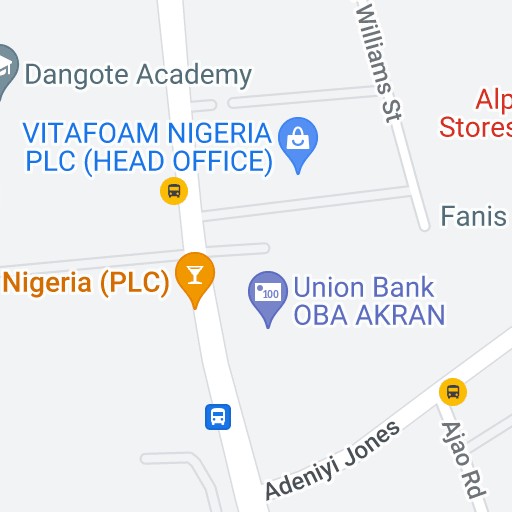 Williams St
Dangote Academy
Alp
Stores
VITAFOAM NIGERIA
PLC (HEAD OFFICE)
Fanis
Nigeria (PLC)
100
Union Bank
OBA AKRAN
Adeniyi Jones
Ajao Rd